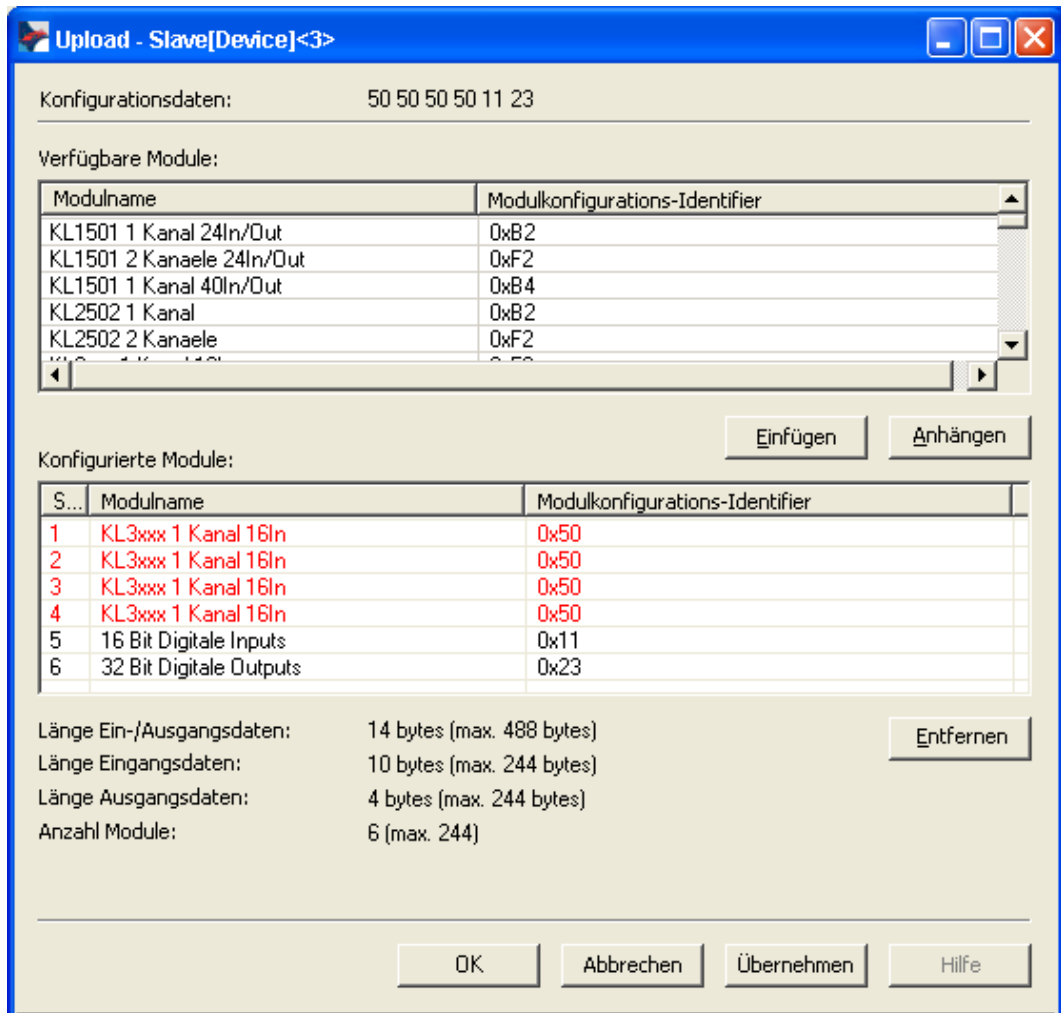 Upload - Slave[Device]<3>
Konfigurationsdaten: 50 50 50 50 11 23
Verfügbare Module:
Modulname Modulkonfigurations-Identifier
KL1501 1 Kanal 24In/Out 0xB2
KL1501 2 Kanaele 24In/Out 0xF2
KL1501 1 Kanal 40In/Out 0xB4
KL2502 1 Kanal 0xB2
KL2502 2 Kanaele 0xF2
Einfügen Anhängen
Konfigurierte Module:
S... Modulname Modulkonfigurations-Identifier
1 KL3xxx 1 Kanal 16In 0x50
2 KL3xxx 1 Kanal 16In 0x50
3 KL3xxx 1 Kanal 16In 0x50
4 KL3xxx 1 Kanal 16In 0x50
5 16 Bit Digitale Inputs 0x11
6 32 Bit Digitale Outputs 0x23
Länge Ein-/Ausgangsdaten: 14 bytes (max. 488 bytes)
Entfernen
Länge Eingangsdaten: 10 bytes (max. 244 bytes)
Länge Ausgangsdaten: 4 bytes (max. 244 bytes)
Anzahl Module: 6 (max. 244)
OK Abbrechen Übernehmen Hilfe